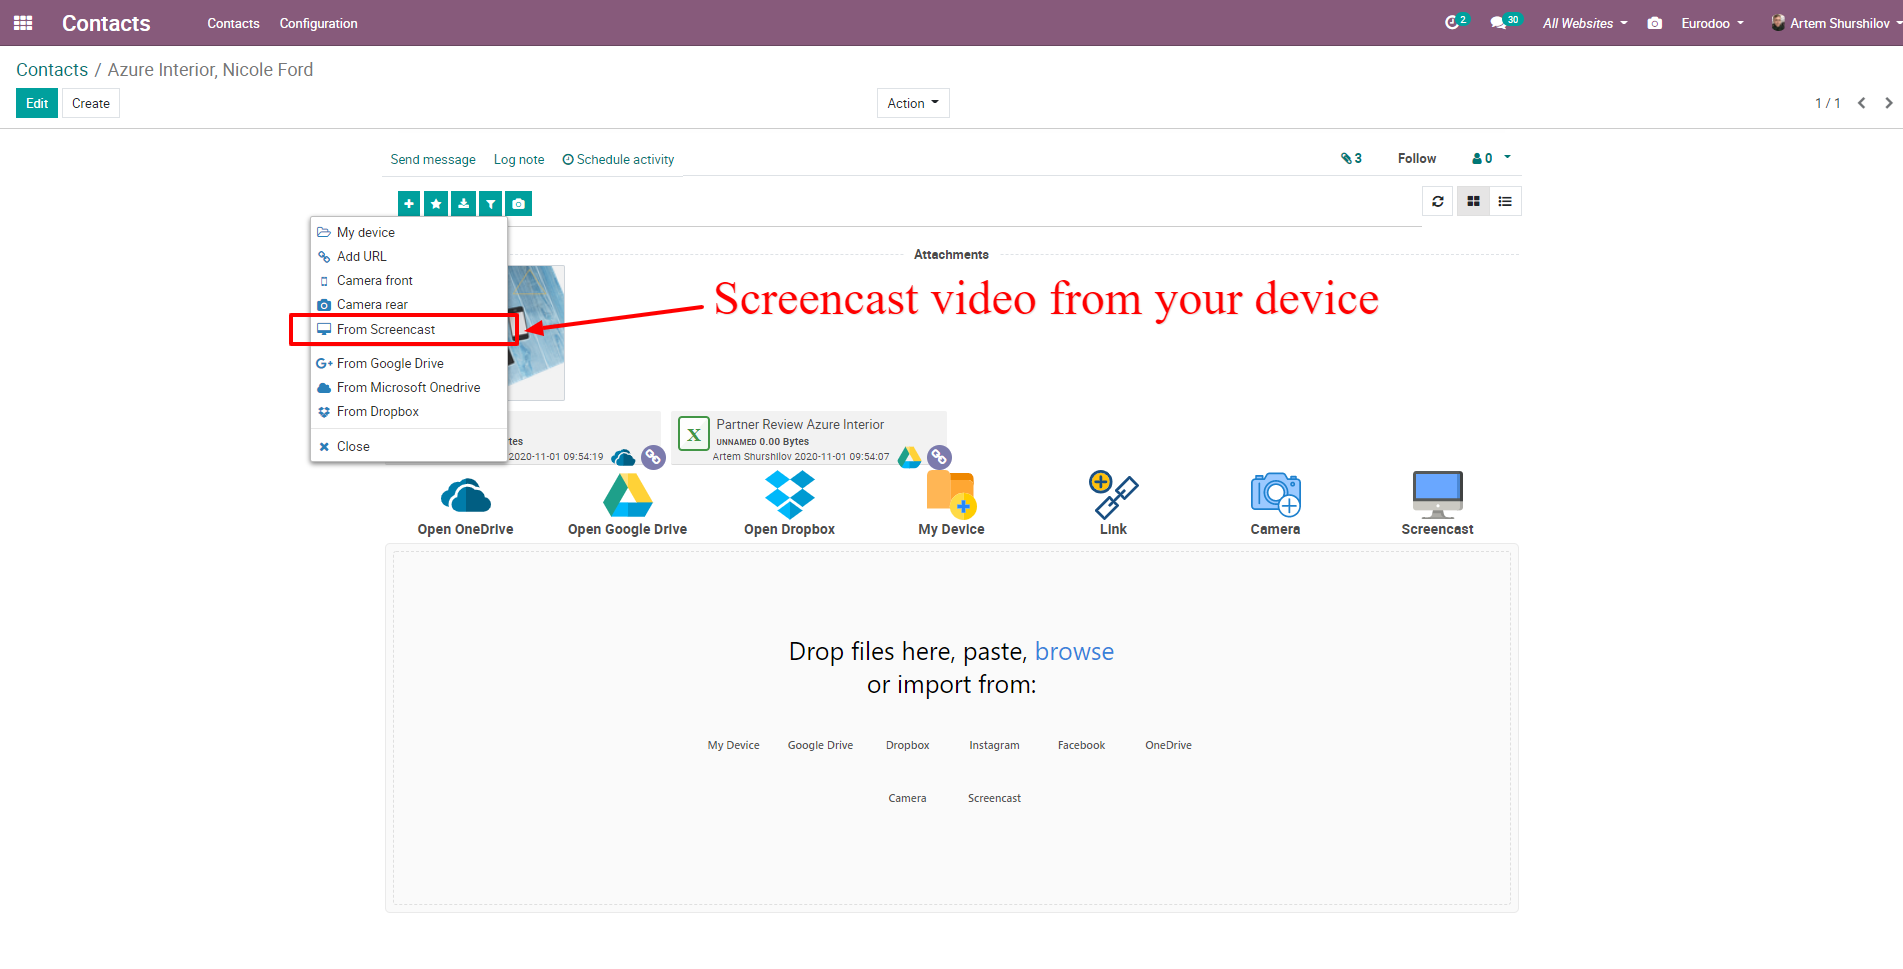 Contacts Contacts Configuration 2 30 All Websites Eurodoo Artem Shurshilov
Contacts / Azure Interior, Nicole Ford
Edit Create Action 1 / 1
Send message Log note Schedule activity 3 Follow 0
My device
Add URL
Attachments
Camera front
Camera rear
Screencast video from your device
From Screencast
From Google Drive
From Microsoft Onedrive
From Dropbox
Close
tes
2020-11-01 09:54:19
X
Partner Review Azure Interior
UNNAMED 0.00 Bytes
Artem Shurshilov 2020-11-01 09:54:07
Open OneDrive Open Google Drive Open Dropbox My Device Link Camera Screencast
Drop files here, paste, browse
or import from:
My Device Google Drive Dropbox Instagram Facebook OneDrive
Camera Screencast